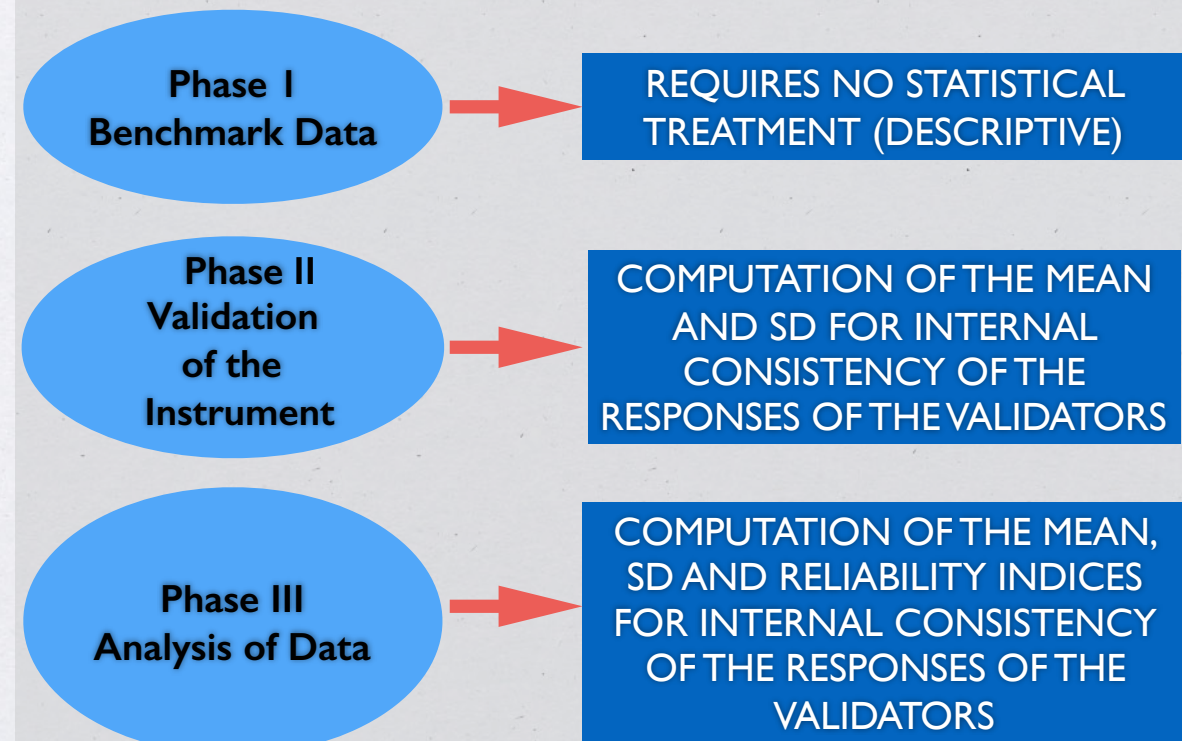 Phase I
Benchmark Data
REQUIRES NO STATISTICAL
TREATMENT (DESCRIPTIVE)
Phase II
Validation
of the
Instrument
COMPUTATION OF THE MEAN
AND SD FOR INTERNAL
CONSISTENCY OF THE
RESPONSES OF THE VALIDATORS
Phase III
Analysis of Data
COMPUTATION OF THE MEAN,
SD AND RELIABILITY INDICES
FOR INTERNAL CONSISTENCY
OF THE RESPONSES OF THE
VALIDATORS